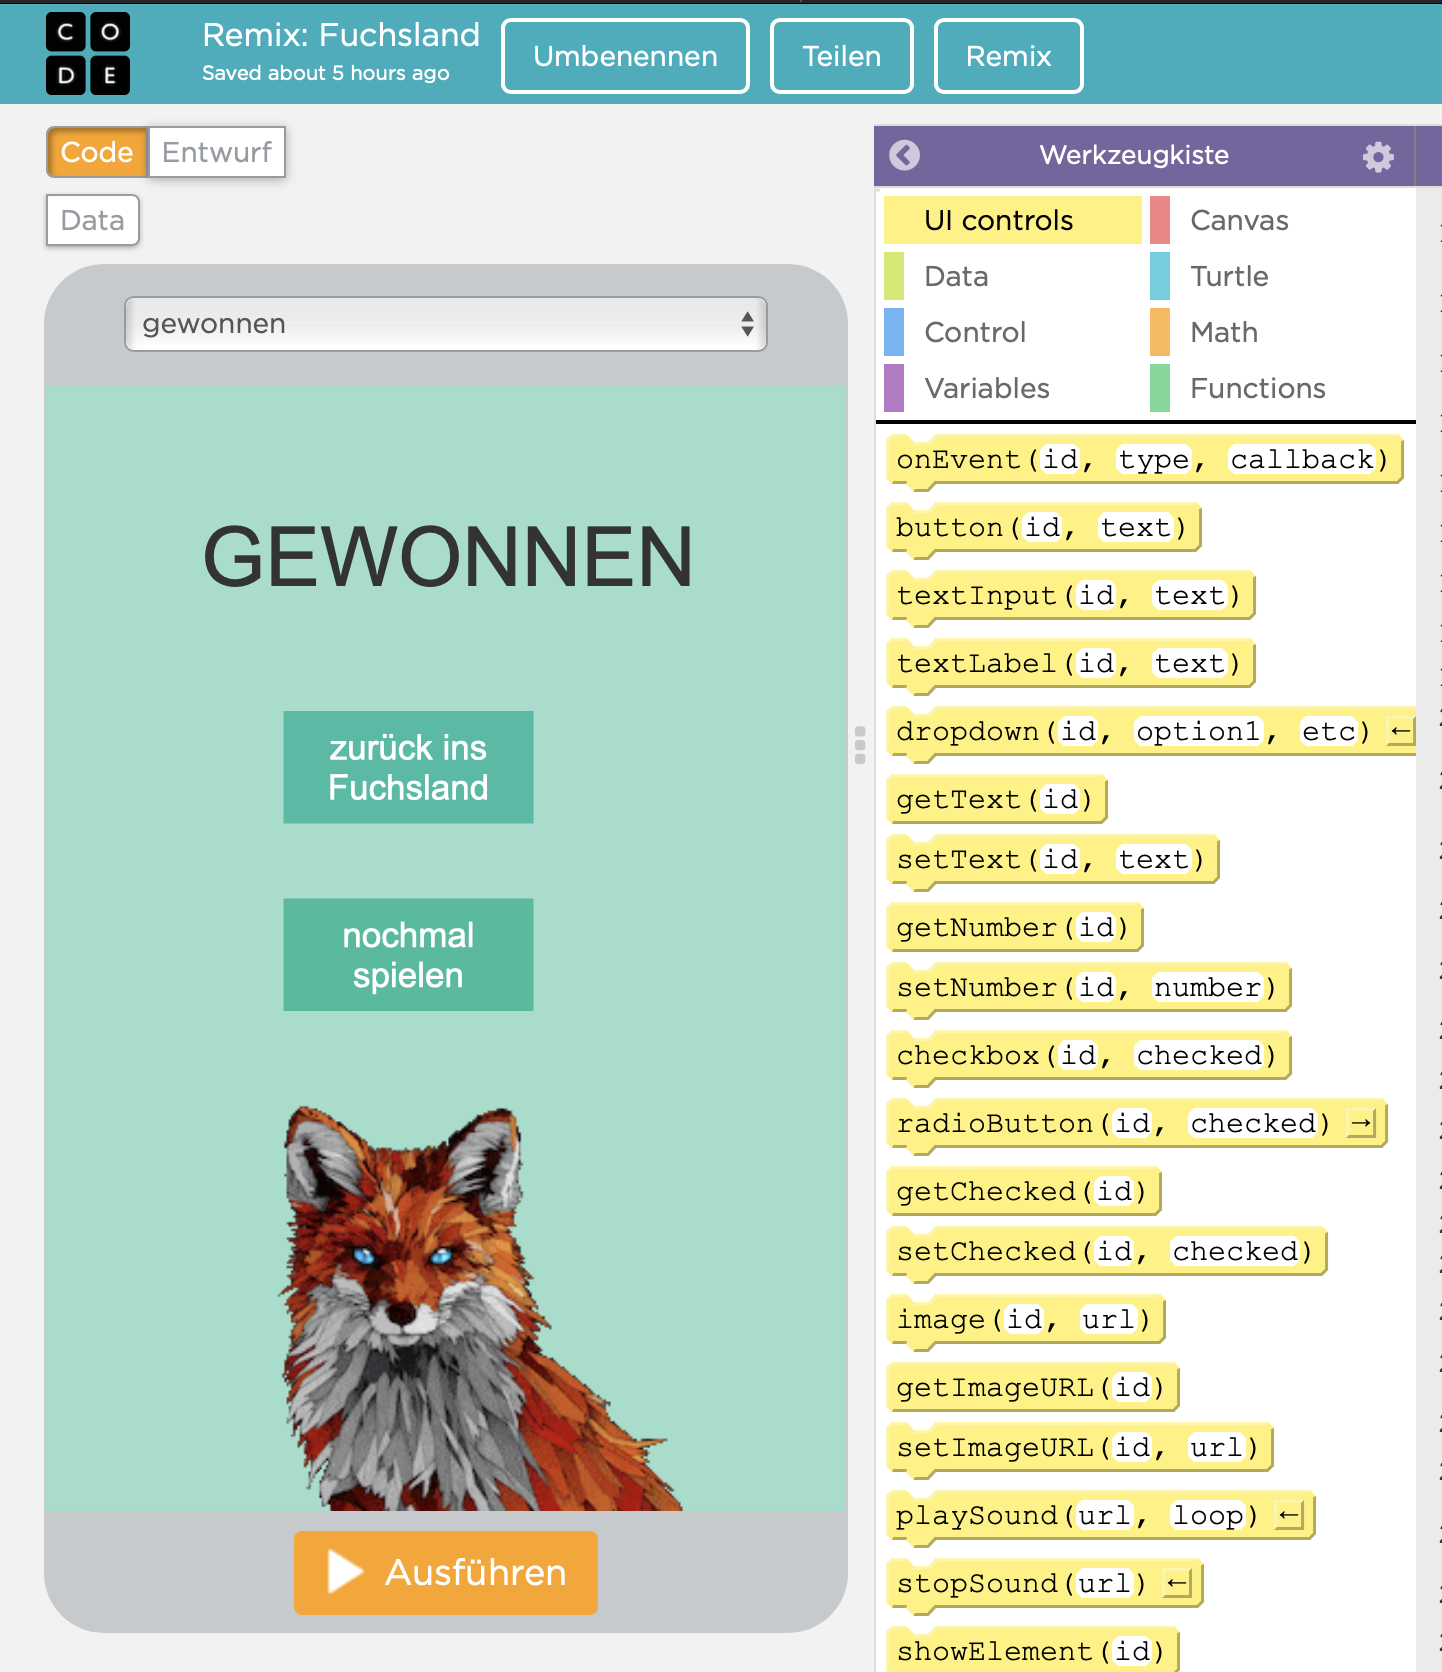 CO
DE
Remix: Fuchsland
Saved about 5 hours ago
Umbenennen
Teilen
Remix
Code
Entwurf
Data
gewonnen
GEWONNEN
zurück ins
Fuchsland
nochmal
spielen
Ausführen
Werkzeugkiste
UI controls
Canvas
Data
Turtle
Control
Math
Variables
Functions
onEvent(id, type, callback)
button(id, text)
textInput(id, text)
textLabel(id, text)
dropdown(id, option1, etc) ←
getText(id)
setText(id, text)
getNumber(id)
setNumber(id, number)
checkbox(id, checked)
radioButton(id, checked) →
getChecked(id)
setChecked(id, checked)
image(id, url)
getImageURL(id)
setImageURL(id, url)
playSound(url, loop) ←
stopSound(url) ←
showElement(id)